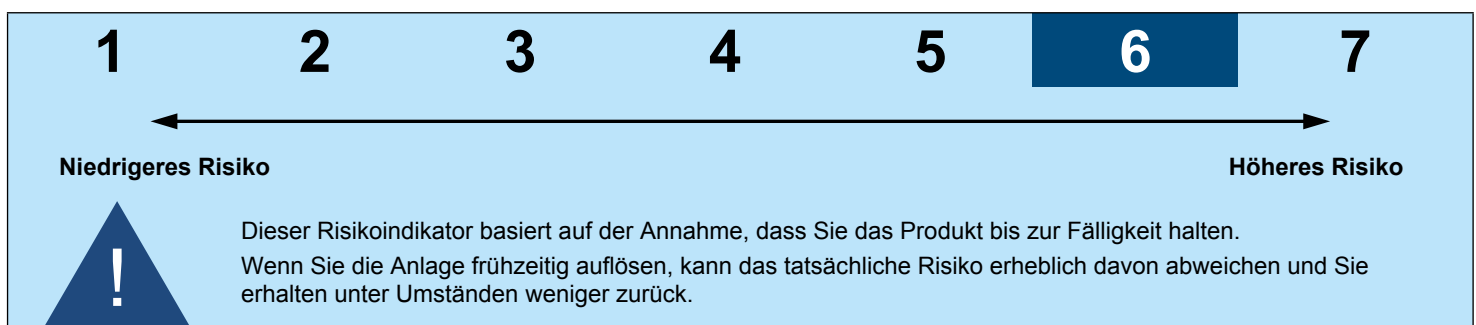 1 2 3 4 5 6 7
Niedrigeres Risiko Höheres Risiko
!
Dieser Risikoindikator basiert auf der Annahme, dass Sie das Produkt bis zur Fälligkeit halten.
Wenn Sie die Anlage frühzeitig auflösen, kann das tatsächliche Risiko erheblich davon abweichen und Sie
erhalten unter Umständen weniger zurück.